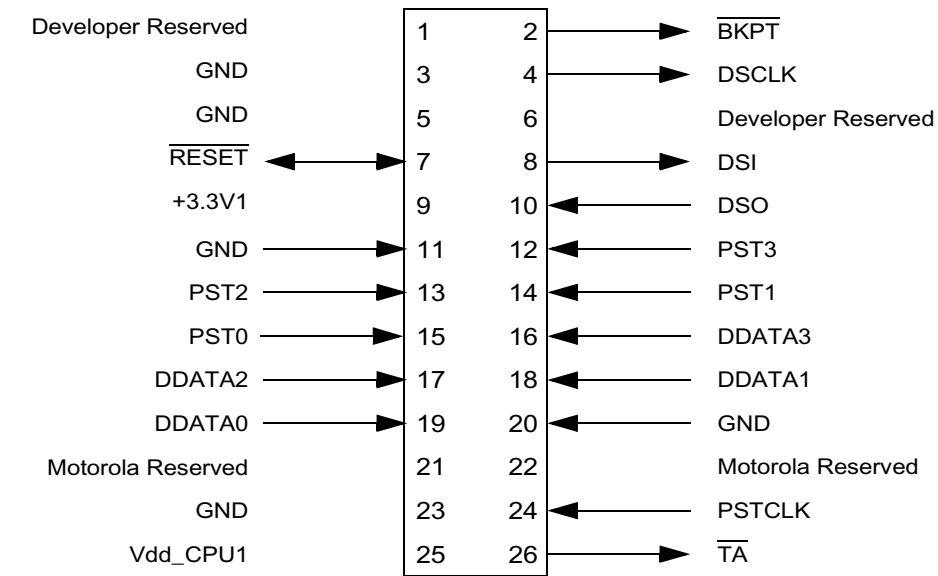 Developer Reserved 1 2 BKPT
GND 3 4 DSCLK
GND 5 6 Developer Reserved
RESET 7 8 DSI
+3.3V1 9 10 DSO
GND 11 12 PST3
PST2 13 14 PST1
PST0 15 16 DDATA3
DDATA2 17 18 DDATA1
DDATA0 19 20 GND
Motorola Reserved 21 22 Motorola Reserved
GND 23 24 PSTCLK
Vdd_CPU1 25 26 TA